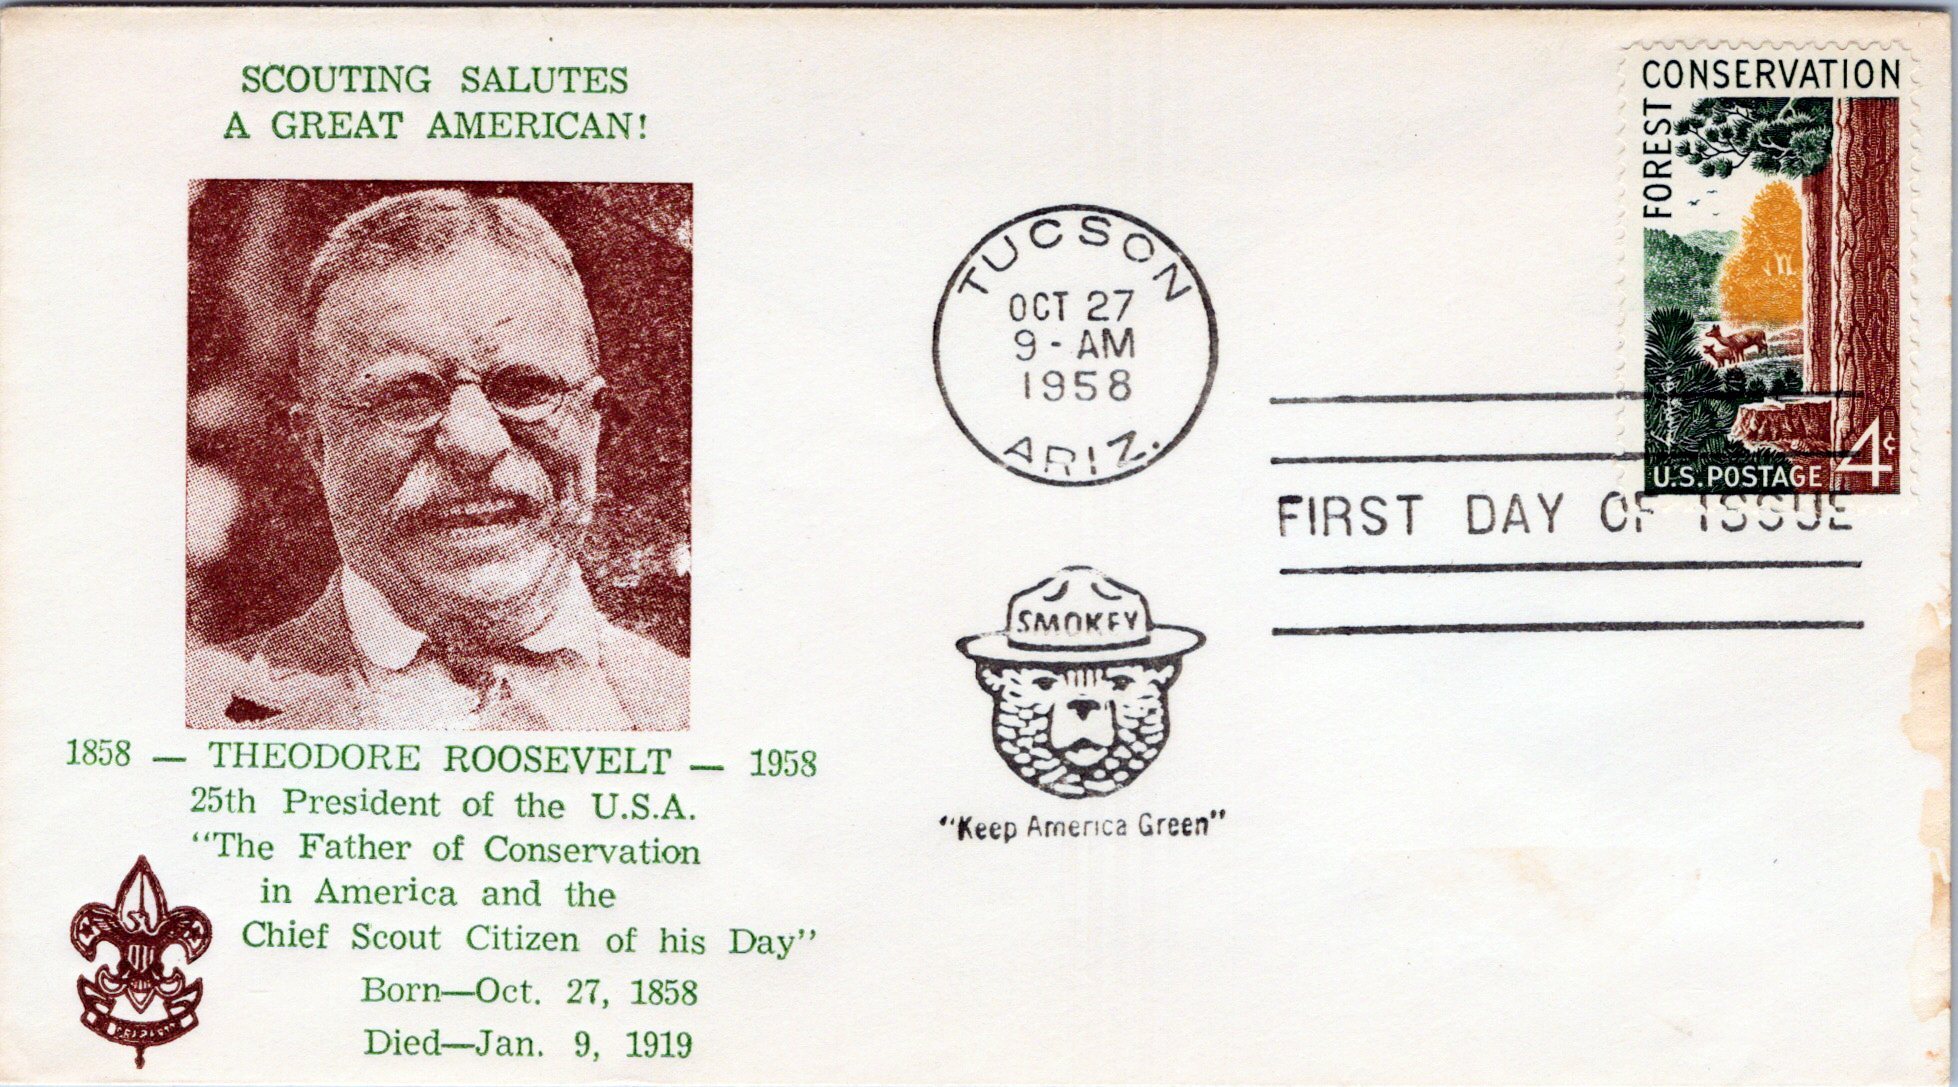 SCOUTING SALUTES
A GREAT AMERICAN!
1858 — THEODORE ROOSEVELT — 1958
25th President of the U.S.A.
“The Father of Conservation
in America and the
Chief Scout Citizen of his Day”
Born—Oct. 27, 1858
Died—Jan. 9, 1919
TUCSON
OCT 27
9 - AM
1958
ARIZ.
SMOKEY
“Keep America Green”
FOREST CONSERVATION
U.S. POSTAGE 4¢
FIRST DAY OF ISSUE